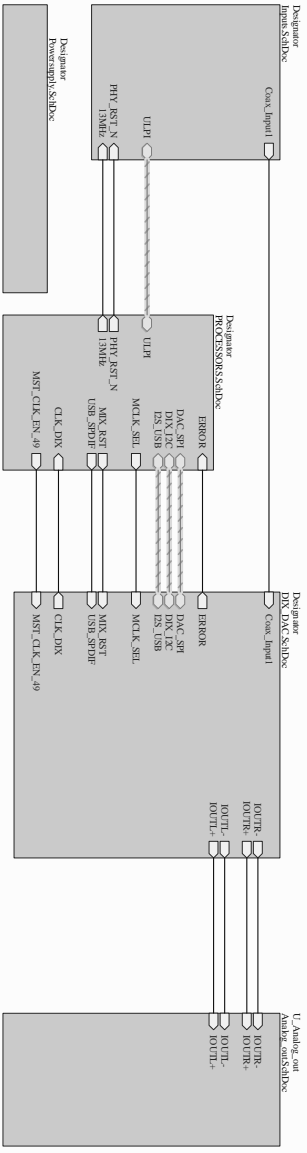 Designator
Inputs.SchDoc
Coax_Input1
ULPI
PHY_RST_N
13MHz
Designator
Powersupply.SchDoc
Designator
PROCESSORS.SchDoc
ULPI
PHY_RST_N
13MHz
ERROR
DAC_SPI
DIX_I2C
I2S_USB
MCLK_SEL
MIX_RST
USB_SPDIF
CLK_DIX
MST_CLK_EN_49
Designator
DIX_DAC.SchDoc
Coax_Input1
ERROR
DAC_SPI
DIX_I2C
I2S_USB
MCLK_SEL
MIX_RST
USB_SPDIF
CLK_DIX
MST_CLK_EN_49
IOUTR-
IOUTR+
IOUTL-
IOUTL+
U_Analog_out
Analog_out.SchDoc
IOUTR-
IOUTR+
IOUTL-
IOUTL+